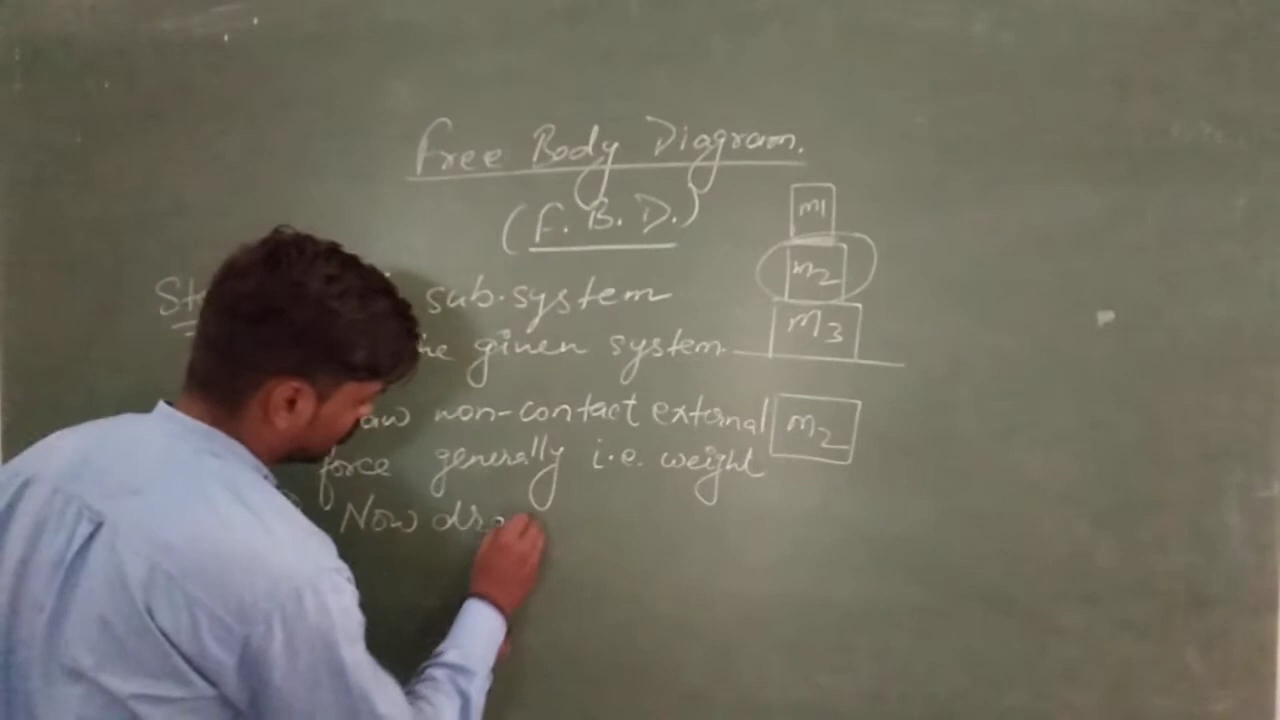 Free Body Diagram.
(F.B.D.)
m1
m2
m3
sub-system
given system.
non-contact external
force generally i.e. weight
m2
Now